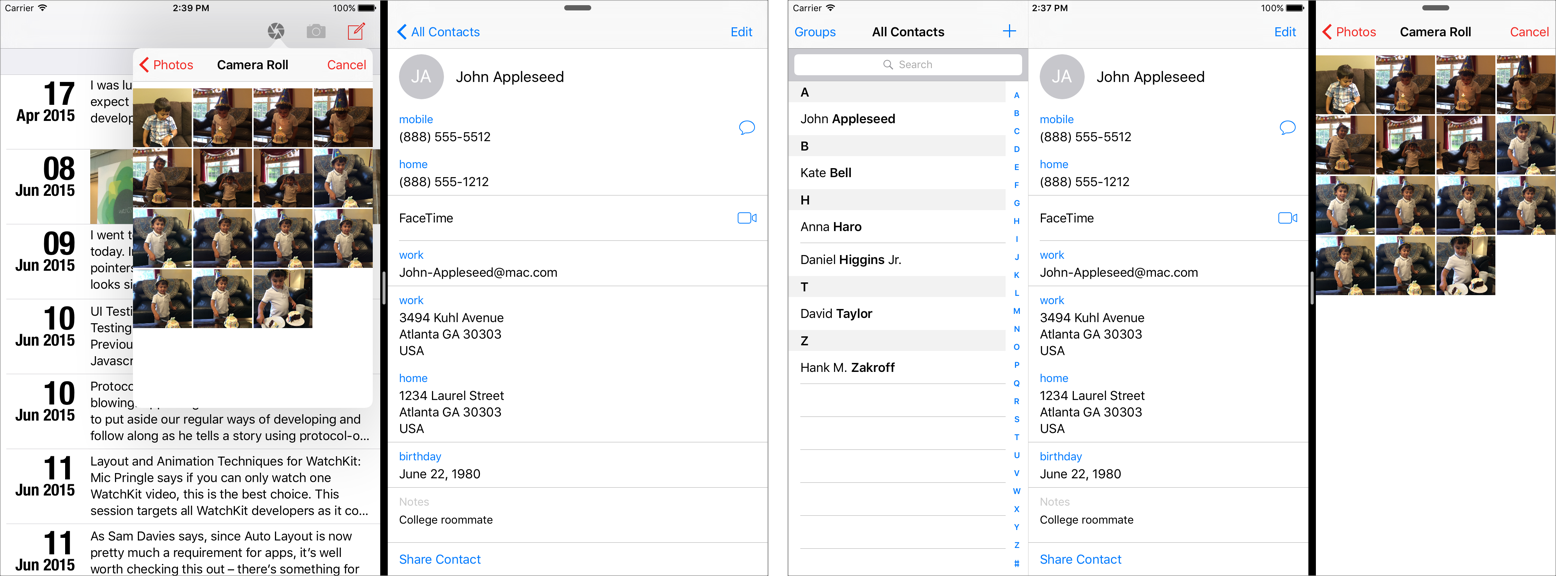 Carrier
2:39 PM
100%
Photos
Camera Roll
Cancel
17
Apr 2015
I was lu
expect
develop
08
Jun 2015
09
Jun 2015
I went t
today. I
pointers
looks si
10
Jun 2015
UI Testi
Testing
Previou
Javascr
10
Jun 2015
Protoco
blowing
to put aside our regular ways of developing and
follow along as he tells a story using protocol-o...
11
Jun 2015
Layout and Animation Techniques for WatchKit:
Mic Pringle says if you can only watch one
WatchKit video, this is the best choice. This
session targets all WatchKit developers as it co...
11
Jun 2015
As Sam Davies says, since Auto Layout is now
pretty much a requirement for apps, it's well
worth checking this out – there's something for
All Contacts
Edit
JA
John Appleseed
mobile
(888) 555-5512
home
(888) 555-1212
FaceTime
work
John-Appleseed@mac.com
work
3494 Kuhl Avenue
Atlanta GA 30303
USA
home
1234 Laurel Street
Atlanta GA 30303
USA
birthday
June 22, 1980
Notes
College roommate
Share Contact
Carrier
2:37 PM
100%
Groups
All Contacts
+
Search
A
John Appleseed
B
Kate Bell
H
Anna Haro
Daniel Higgins Jr.
T
David Taylor
Z
Hank M. Zakroff
A
B
C
D
E
F
G
H
I
J
K
L
M
N
O
P
Q
R
S
T
U
V
W
X
Y
Z
#
Edit
JA
John Appleseed
mobile
(888) 555-5512
home
(888) 555-1212
FaceTime
work
John-Appleseed@mac.com
work
3494 Kuhl Avenue
Atlanta GA 30303
USA
home
1234 Laurel Street
Atlanta GA 30303
USA
birthday
June 22, 1980
Notes
College roommate
Share Contact
Photos
Camera Roll
Cancel